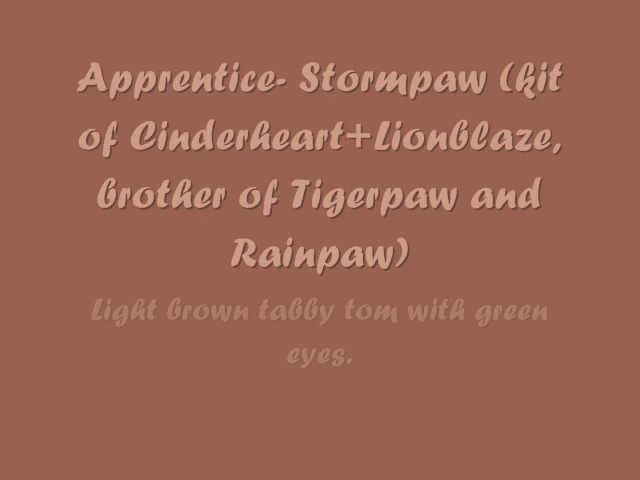 Apprentice- Stormpaw (kit
of Cinderheart+Lionblaze,
brother of Tigerpaw and
Rainpaw)
Light brown tabby tom with green
eyes.